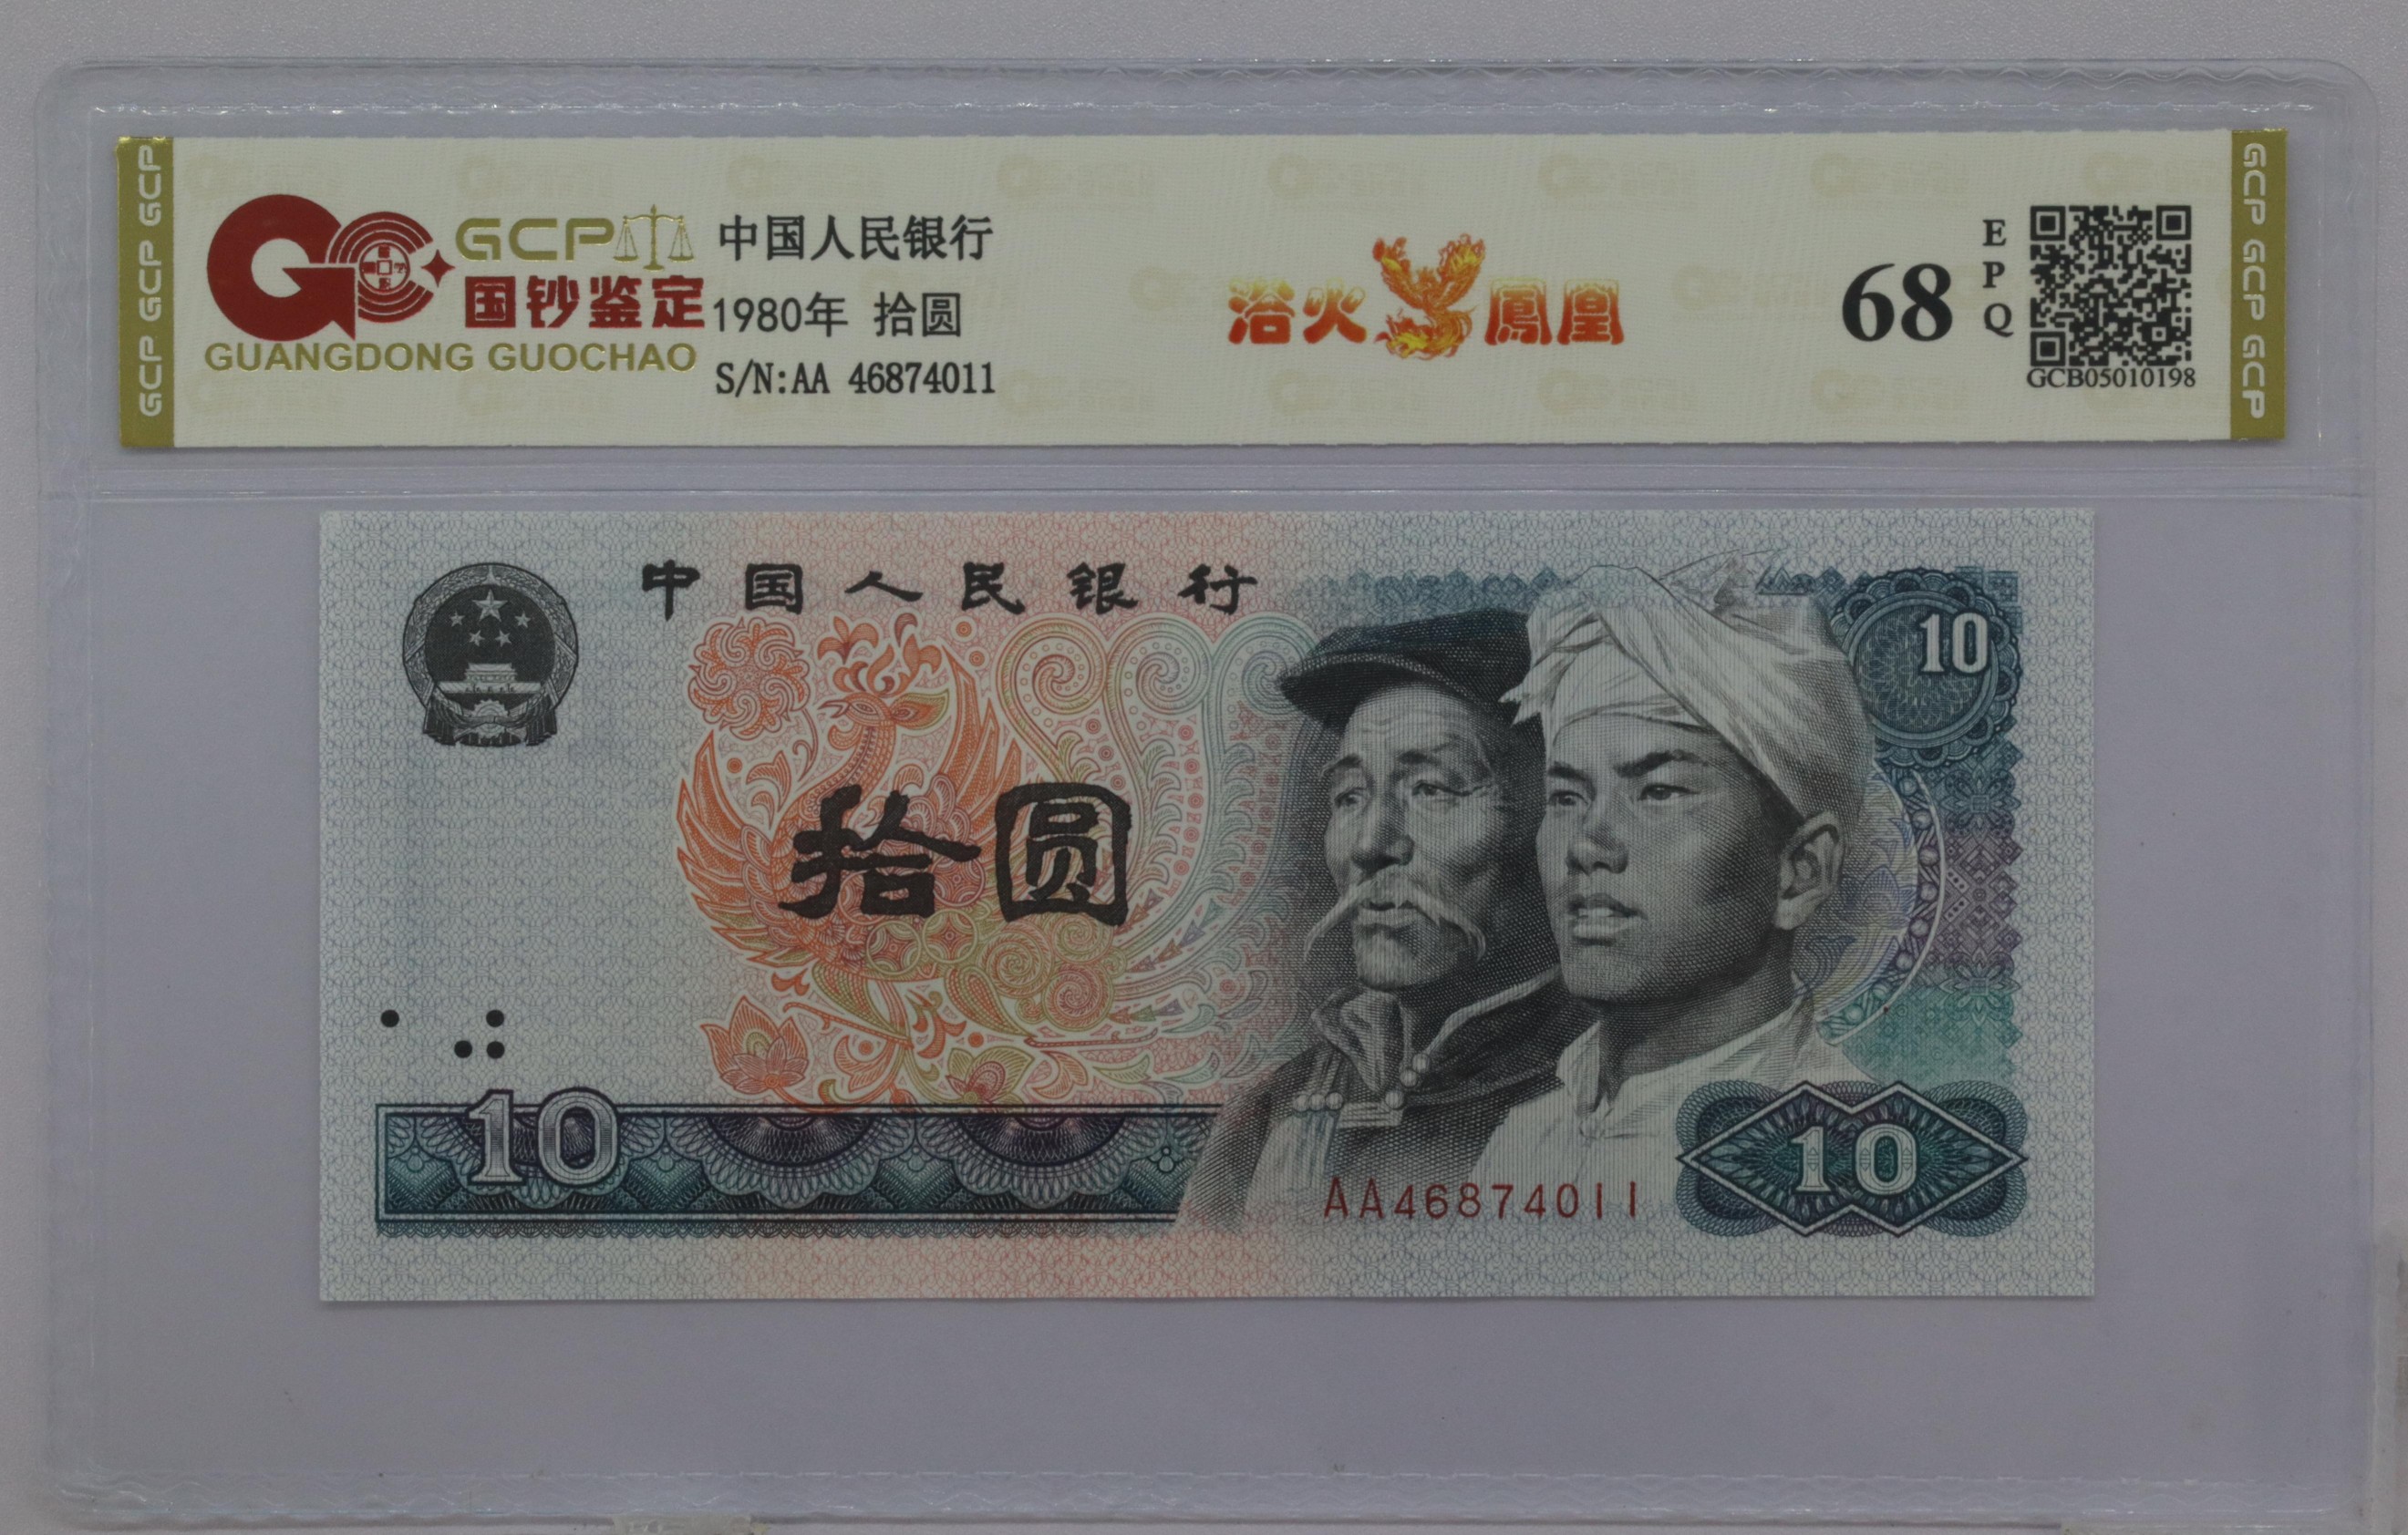 GCP GCP GCP
GCP
国钞鉴定
GUANGDONG GUOCHAO
中国人民银行
1980年 拾圆
S/N:AA 46874011
浴火鳳凰
68
EPQ
GCB05010198
GCP GCP GCP
中国人民银行
10
拾圆
10
10
AA46874011